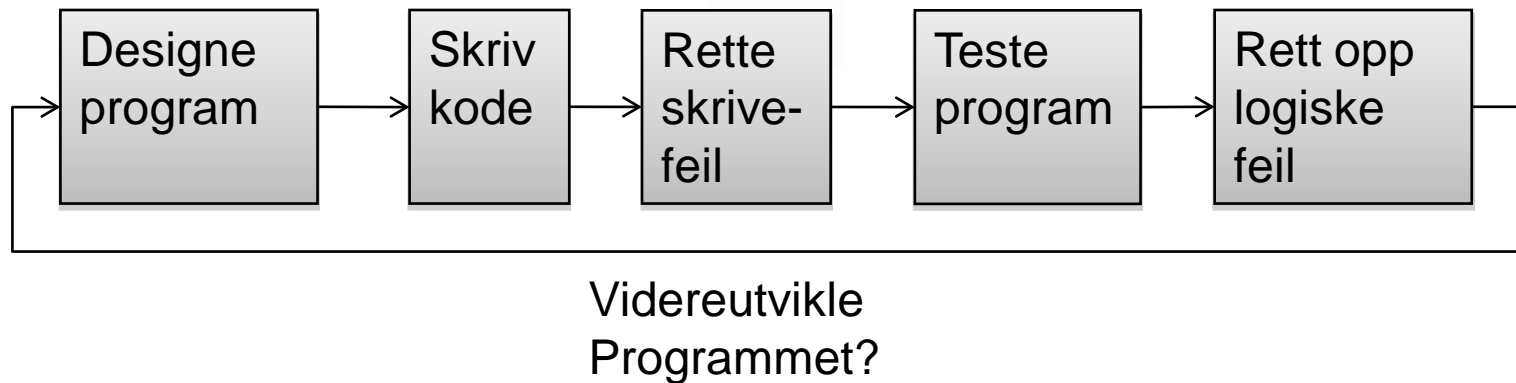 Designe
program
Skriv
kode
Rette
skrive-
feil
Teste
program
Rett opp
logiske
feil
Videreutvikle
Programmet?